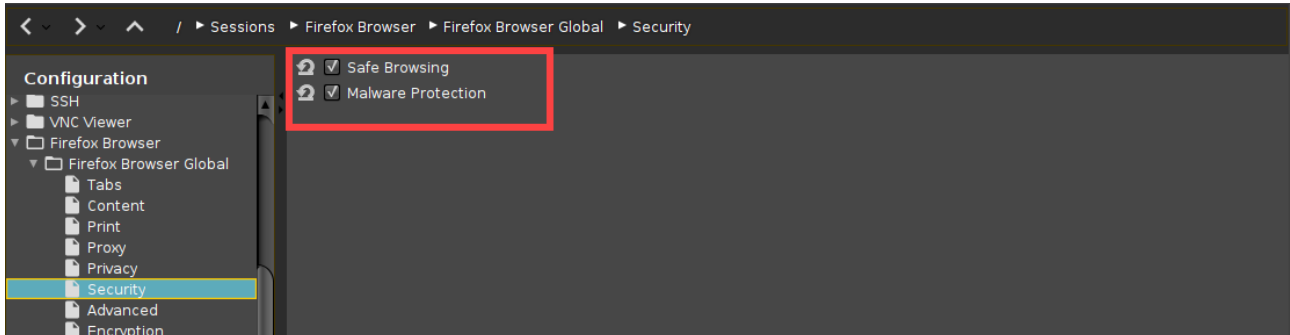 / Sessions Firefox Browser Firefox Browser Global Security
Configuration
SSH
VNC Viewer
Firefox Browser
Firefox Browser Global
Tabs
Content
Print
Proxy
Privacy
Security
Advanced
Encryption
Safe Browsing
Malware Protection